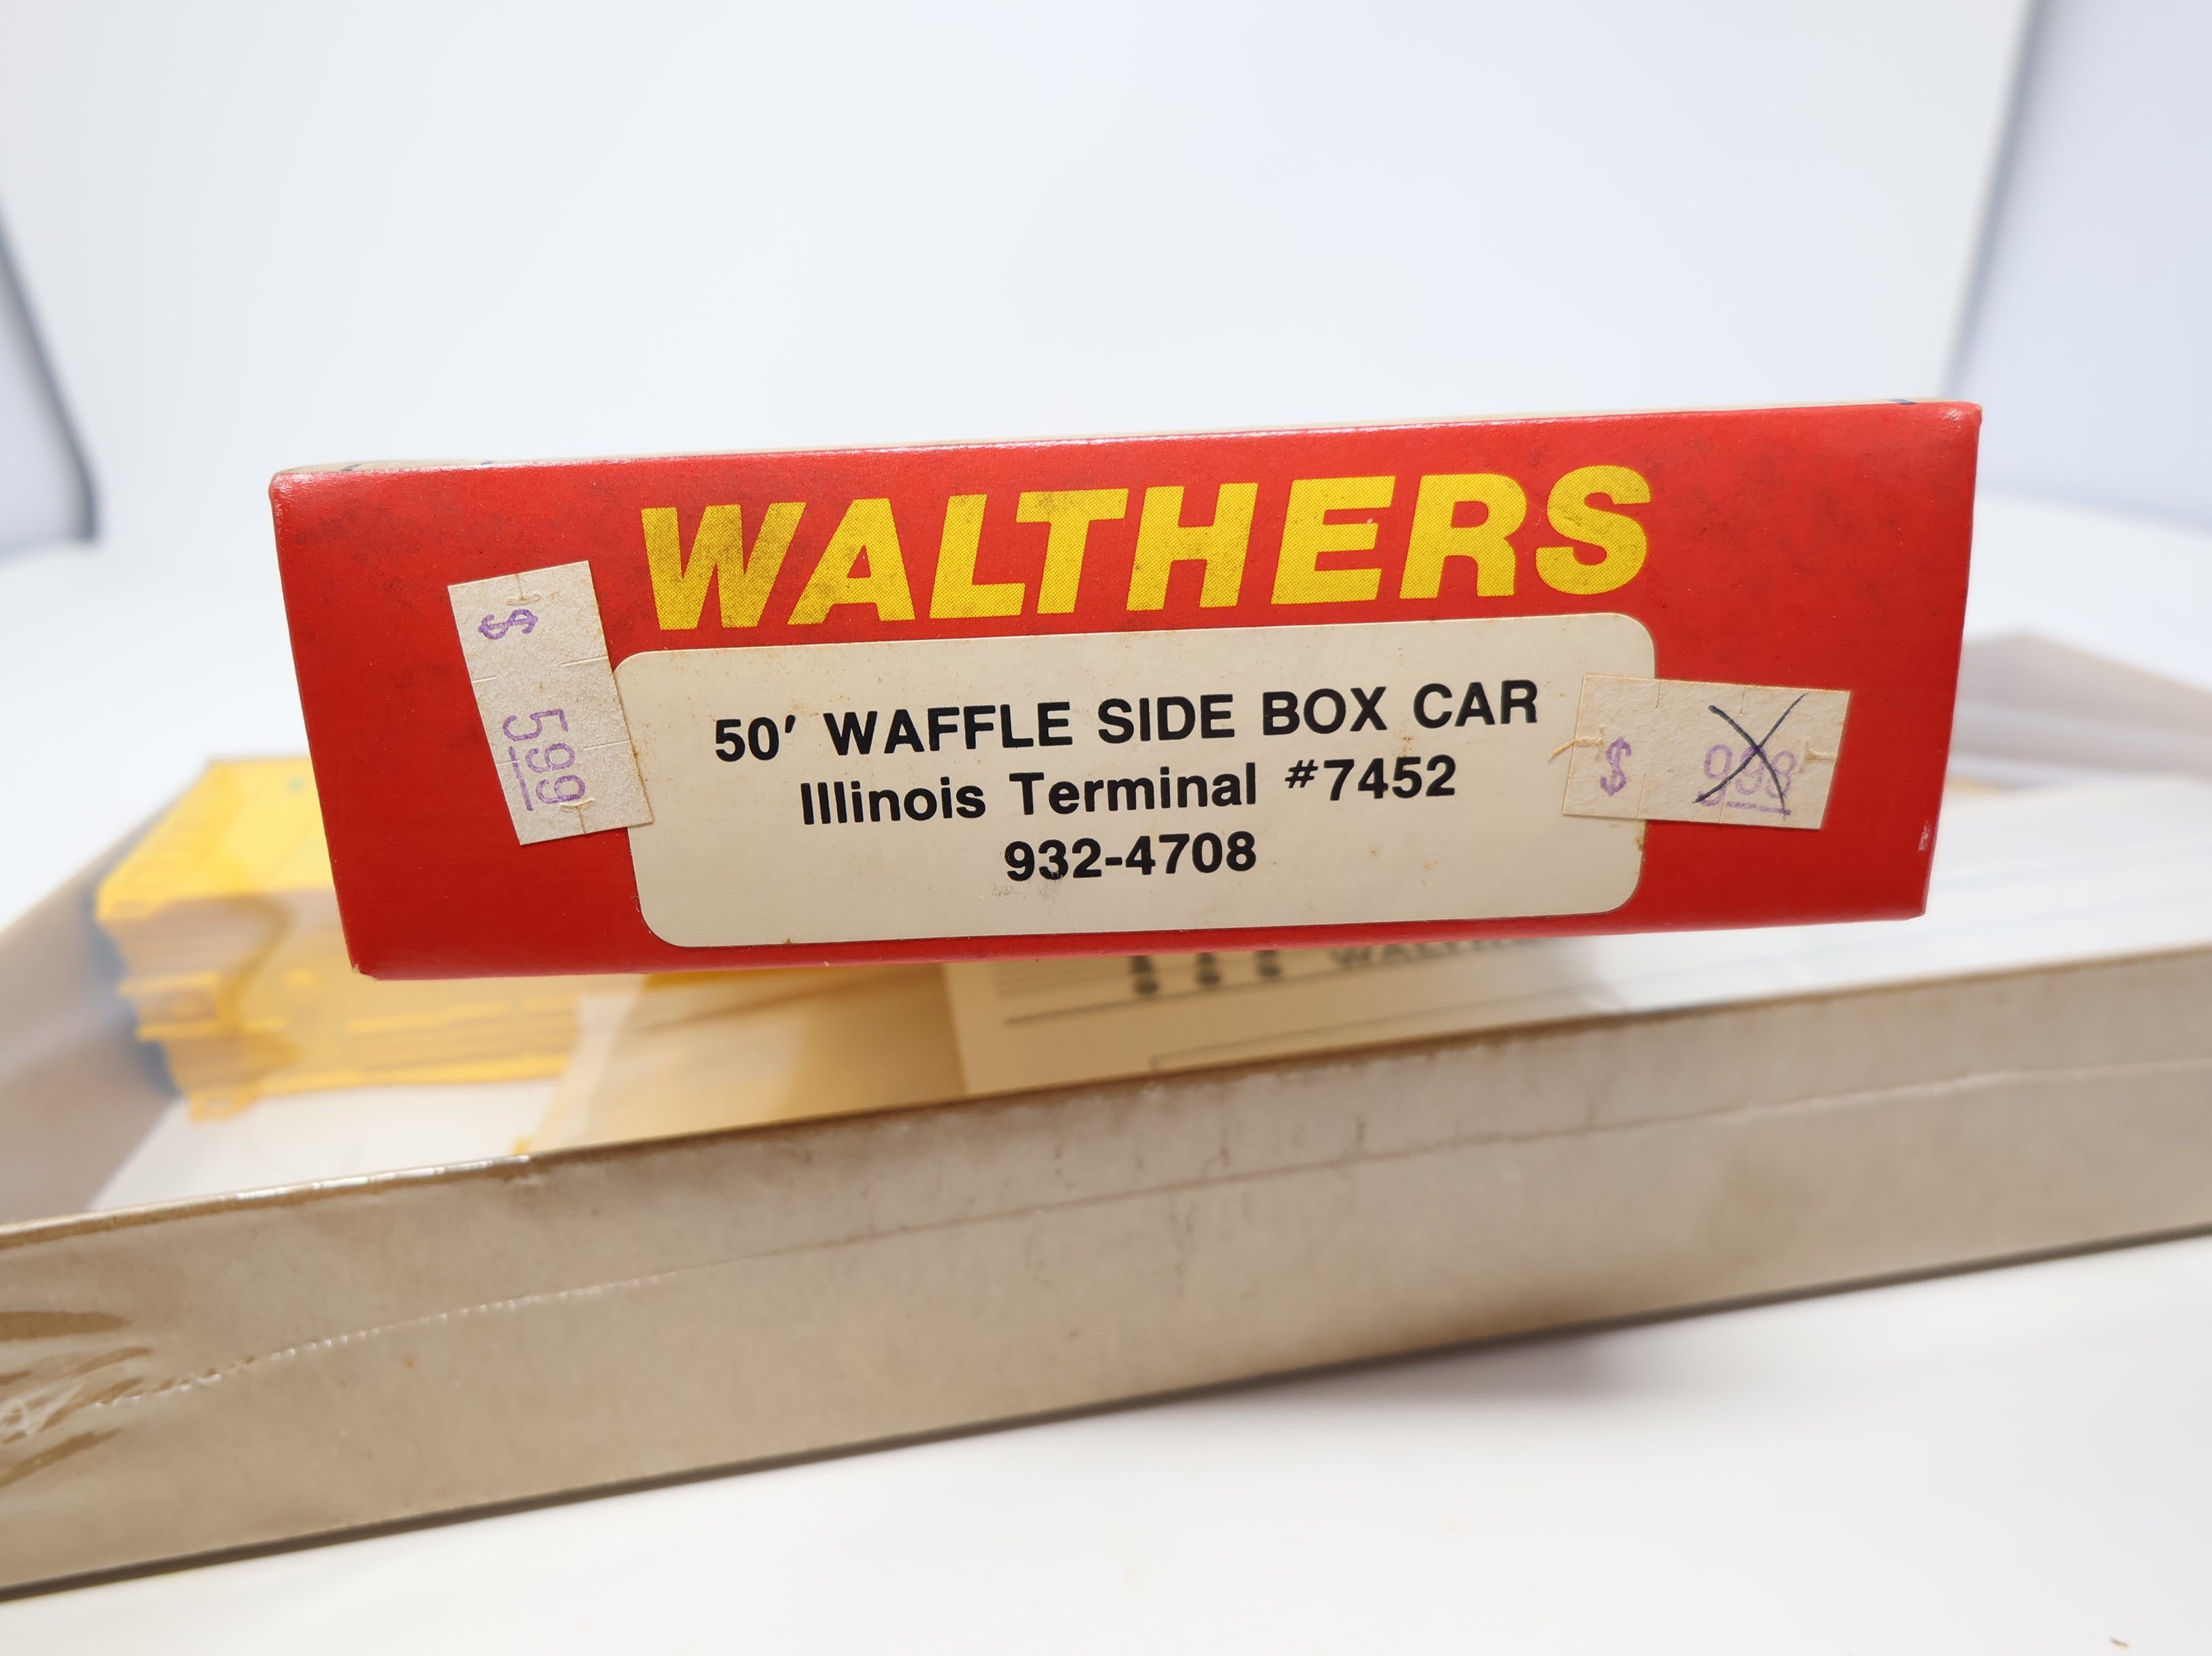 WALTHERS
50' WAFFLE SIDE BOX CAR
Illinois Terminal #7452
932-4708
$ 599
$ 998